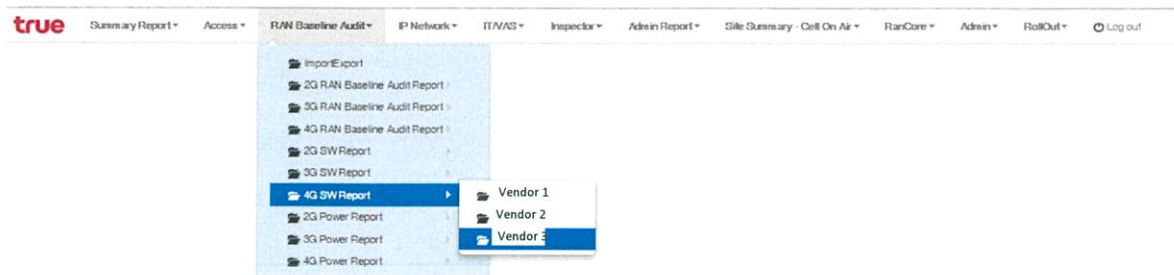 true Summary Report Access RAN Baseline Audit IP Network IT/VAS Inspector Admin Report Site Summary - Cell On Air RanCore Admin RollOut Log out
ImportExport
2G RAN Baseline Audit Report
3G RAN Baseline Audit Report
4G RAN Baseline Audit Report
2G SW Report
3G SW Report
4G SW Report Vendor 1
2G Power Report Vendor 2
3G Power Report Vendor 3
4G Power Report